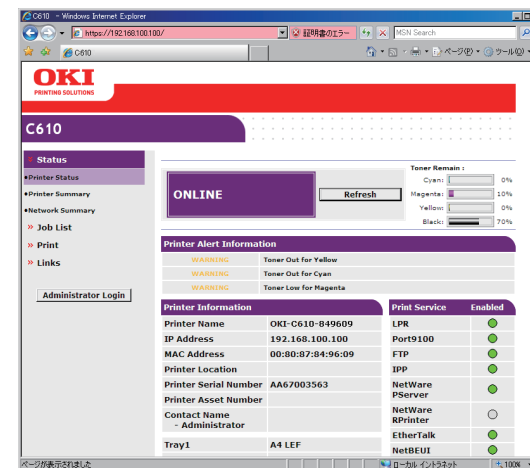 C610 - Windows Internet Explorer
https://192.168.100.100/
証明書のエラー
MSN Search
C610
ページ(P)
ツール(O)
OKI
PRINTING SOLUTIONS
C610
Status
Printer Status
Printer Summary
Network Summary
» Job List
» Print
» Links
Administrator Login
ONLINE
Refresh
Toner Remain :
Cyan: 0%
Magenta: 10%
Yellow: 0%
Black: 70%
Printer Alert Information
WARNING Toner Out for Yellow
WARNING Toner Out for Cyan
WARNING Toner Low for Magenta
Printer Information
Printer Name OKI-C610-849609
IP Address 192.168.100.100
MAC Address 00:80:87:84:96:09
Printer Location
Printer Serial Number AA67003563
Printer Asset Number
Contact Name
- Administrator
Tray1 A4 LEF
Print Service Enabled
LPR
Port9100
FTP
IPP
NetWare
PServer
NetWare
RPrinter
EtherTalk
NetBEUI
ページが表示されました
ローカル イントラネット
100%